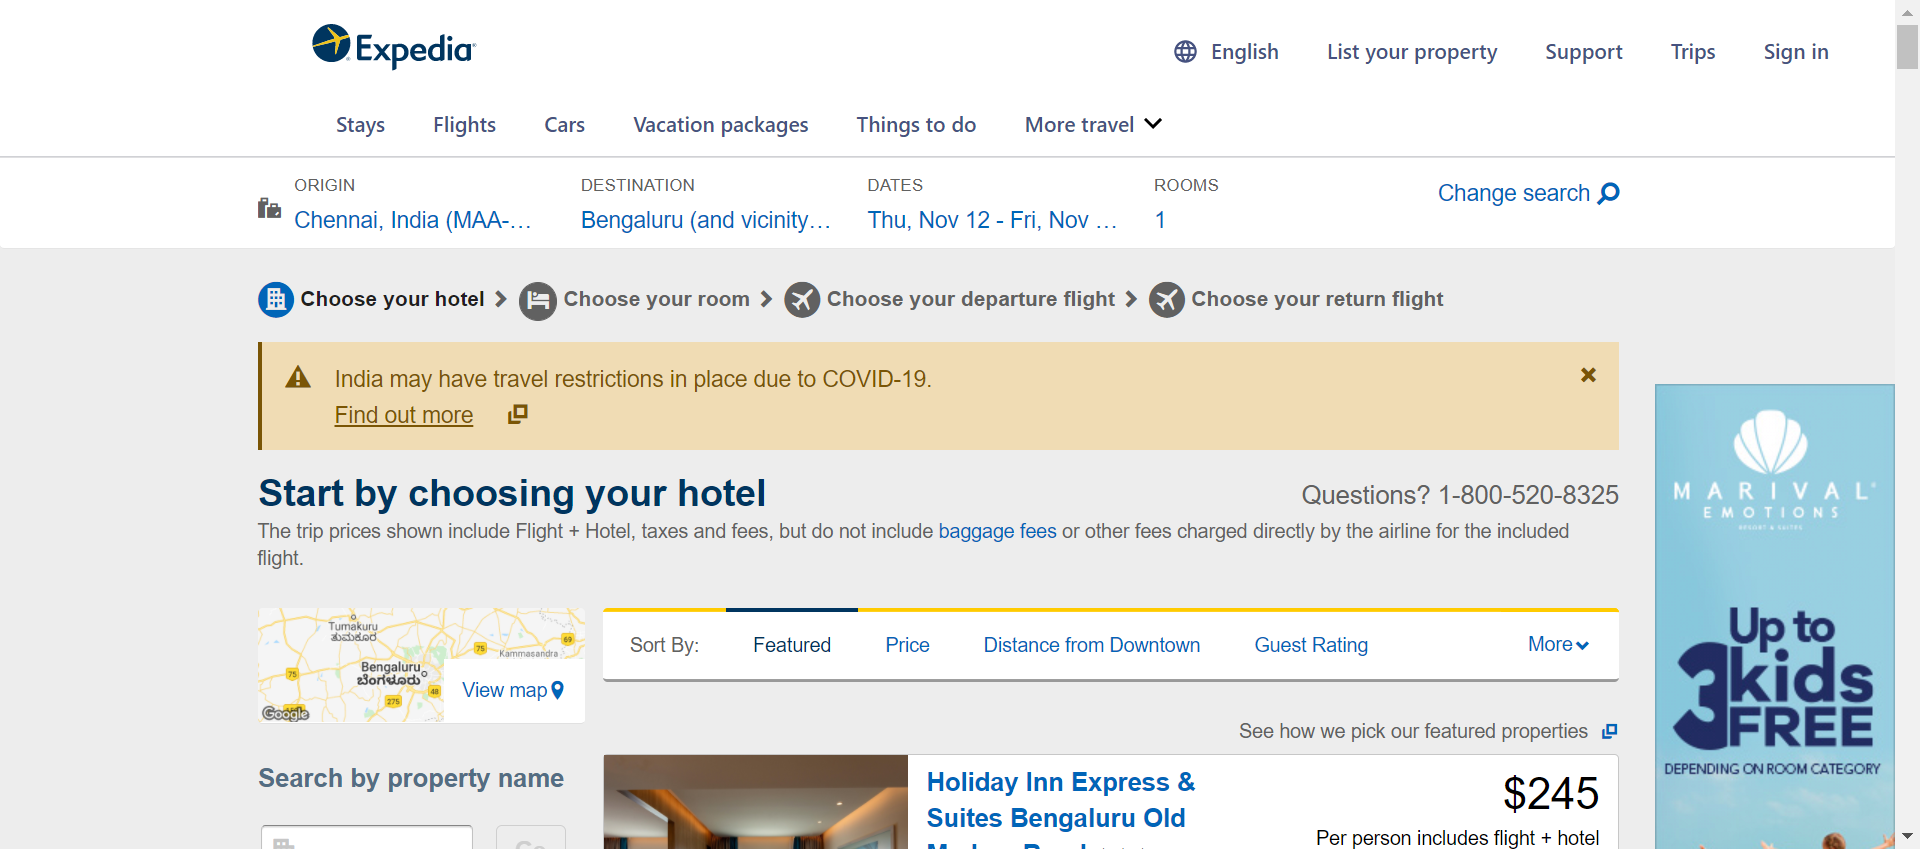 Expedia
English
List your property
Support
Trips
Sign in
Stays
Flights
Cars
Vacation packages
Things to do
More travel
ORIGIN
Chennai, India (MAA-...
DESTINATION
Bengaluru (and vicinity...
DATES
Thu, Nov 12 - Fri, Nov ...
ROOMS
1
Change search
Choose your hotel
Choose your room
Choose your departure flight
Choose your return flight
India may have travel restrictions in place due to COVID-19.
Find out more
Start by choosing your hotel
Questions? 1-800-520-8325
The trip prices shown include Flight + Hotel, taxes and fees, but do not include baggage fees or other fees charged directly by the airline for the included
flight.
Tumakuru
ತುಮಕೂರ
Bengaluru
ಬೆಂಗಳೂರು
Kammasandra
75
69
75
48
275
Google
View map
Sort By:
Featured
Price
Distance from Downtown
Guest Rating
More
See how we pick our featured properties
Search by property name
Holiday Inn Express &
Suites Bengaluru Old
$245
Per person includes flight + hotel
MARIVAL
EMOTIONS
RESORT & SUITES
Up to
3 kids
FREE
DEPENDING ON ROOM CATEGORY